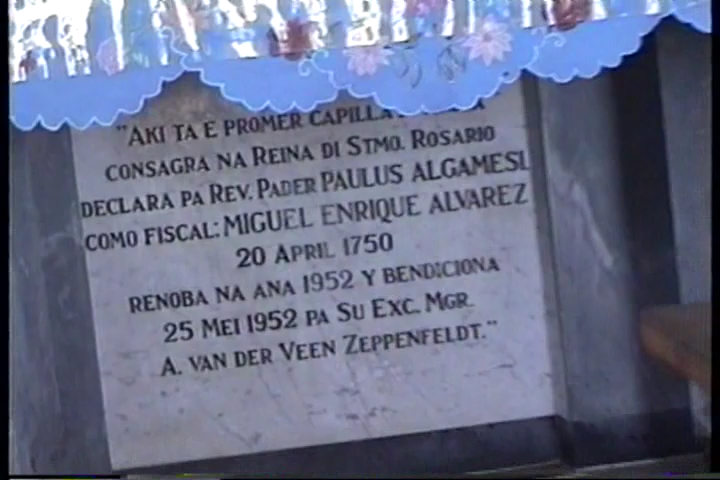 "AKI TA E PROMER CAPILLA
CONSAGRA NA REINA DI STMO. ROSARIO
DECLARA PA REV. PADER PAULUS ALGAMESI
COMO FISCAL: MIGUEL ENRIQUE ALVAREZ
20 APRIL 1750
RENOBA NA ANA 1952 Y BENDICIONA
25 MEI 1952 PA SU EXC. MGR.
A. VAN DER VEEN ZEPPENFELDT."